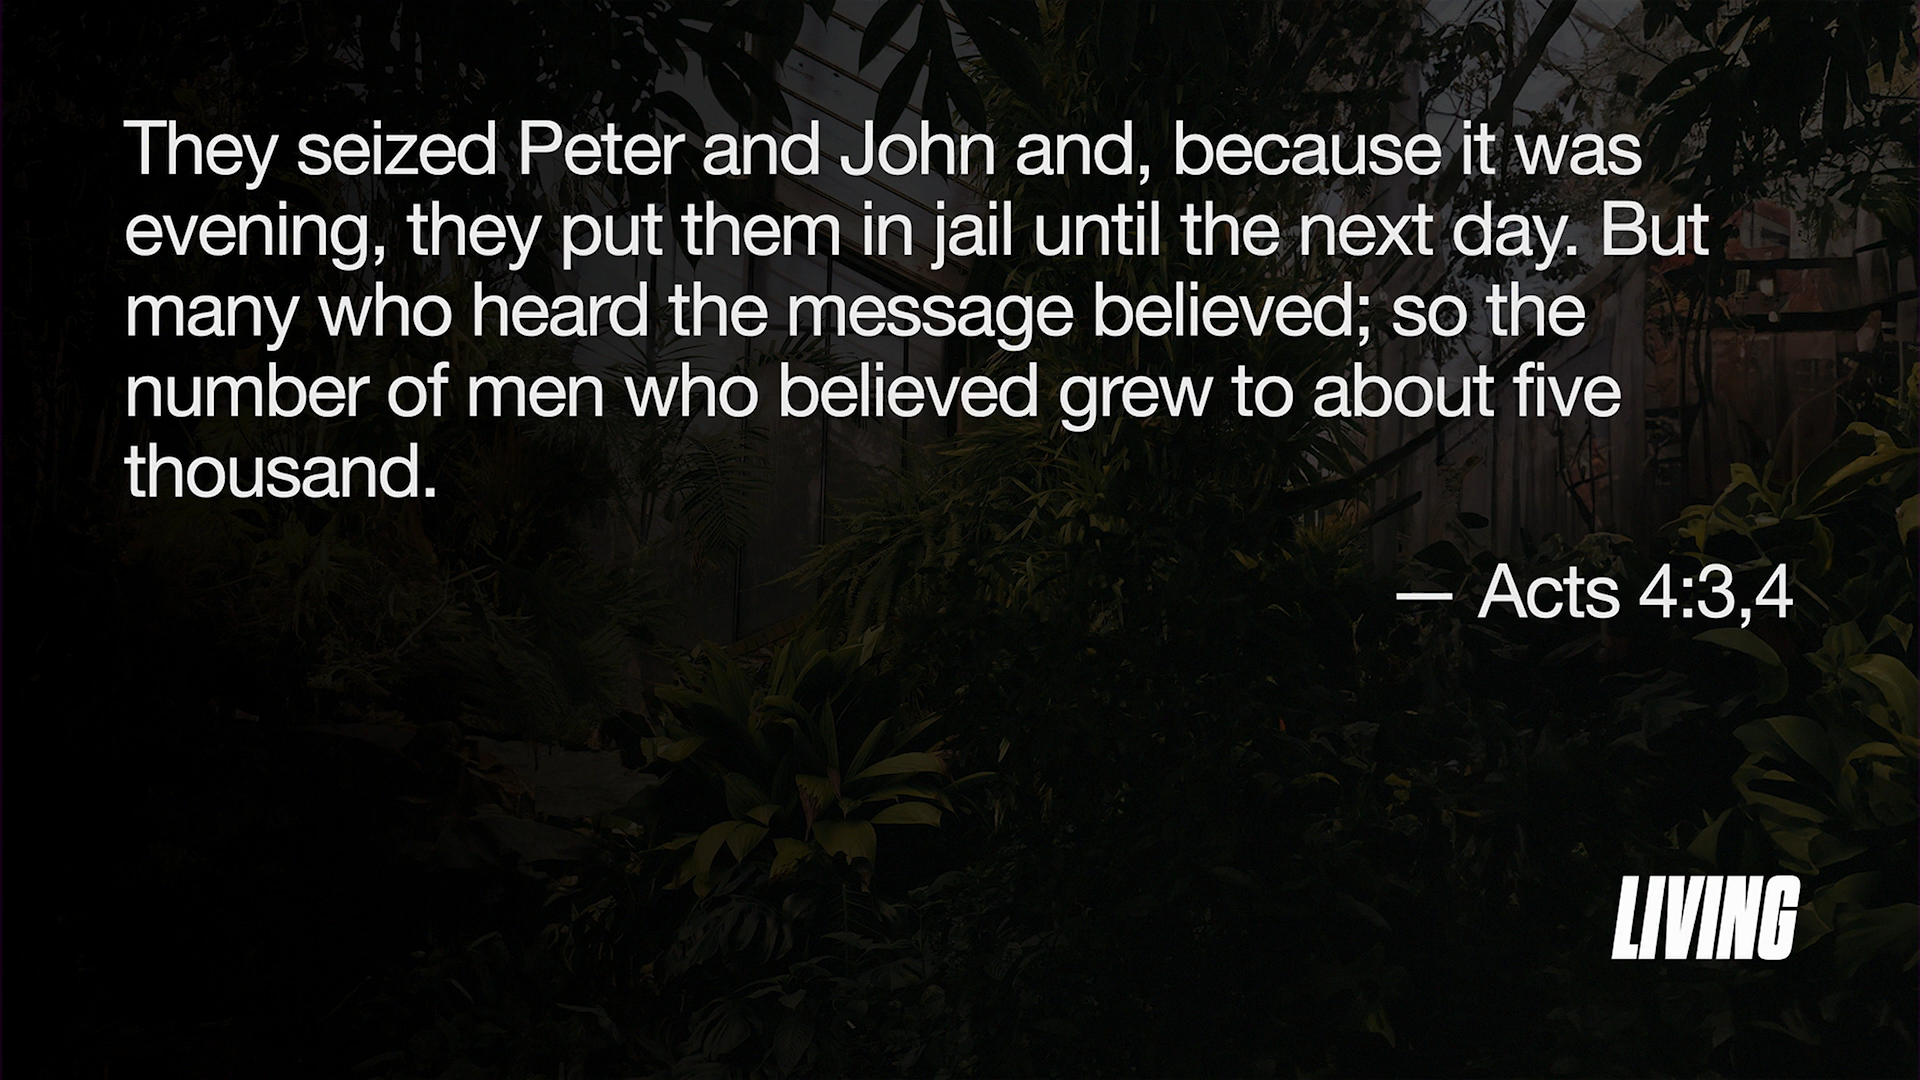 They seized Peter and John and, because it was
evening, they put them in jail until the next day. But
many who heard the message believed; so the
number of men who believed grew to about five
thousand.
— Acts 4:3,4
LIVING